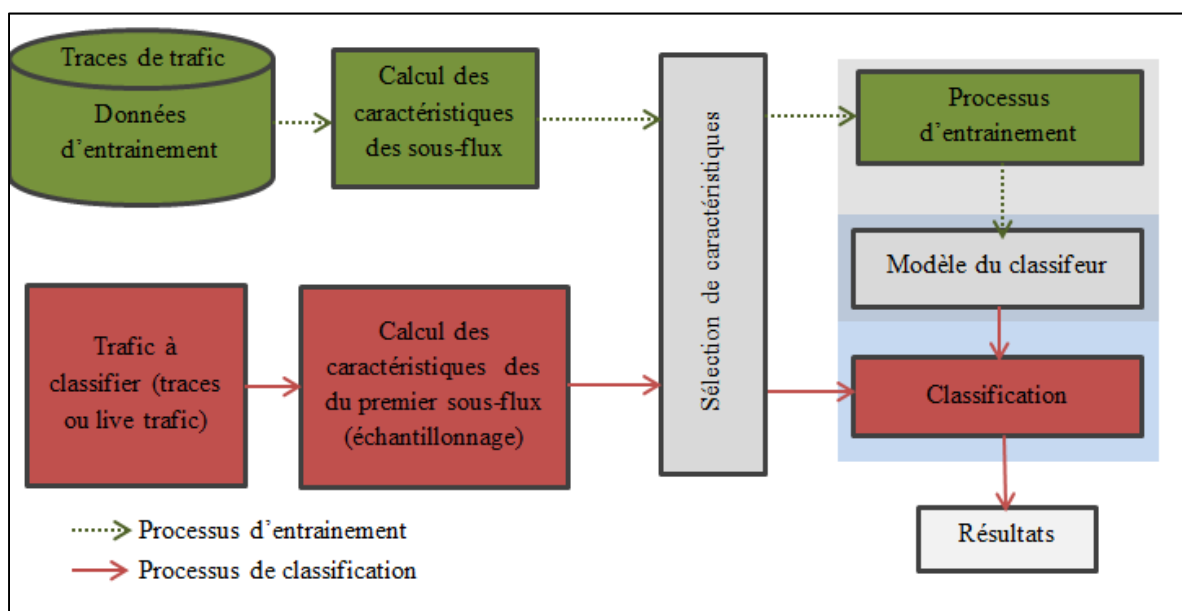 Traces de trafic
Données
d'entrainement
Calcul des
caractéristiques
des sous-flux
Sélection de caractéristiques
Processus
d'entrainement
Modèle du classifeur
Trafic à
classifier (traces
ou live trafic)
Calcul des
caractéristiques des
du premier sous-flux
(échantillonnage)
Classification
Résultats
Processus d'entrainement
Processus de classification